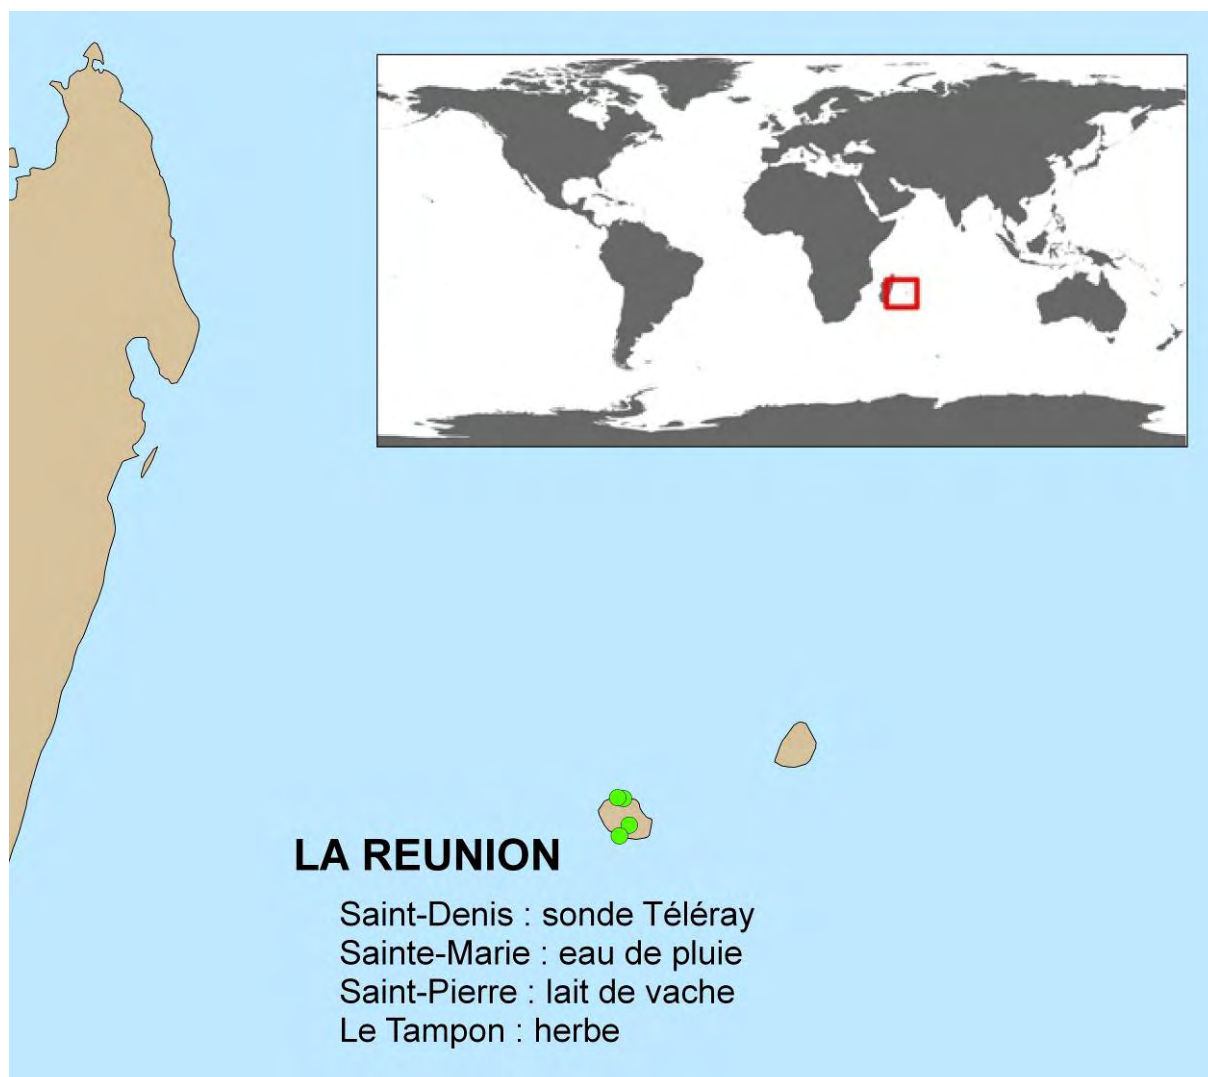 LA REUNION
Saint-Denis : sonde Téléray
Sainte-Marie : eau de pluie
Saint-Pierre : lait de vache
Le Tampon : herbe